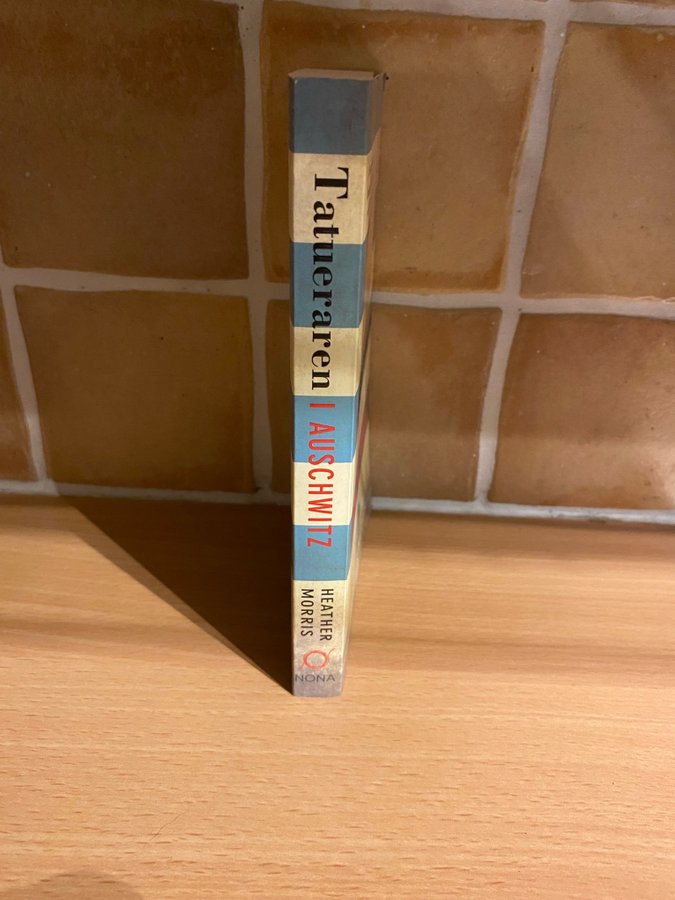 Tatueraren
I AUSCHWITZ
HEATHER
MORRIS
NONA